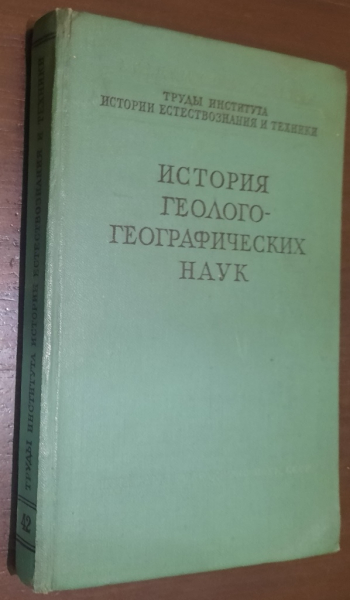 ТРУДЫ ИНСТИТУТА
ИСТОРИИ ЕСТЕСТВОЗНАНИЯ И ТЕХНИКИ
ИСТОРИЯ
ГЕОЛОГО-
ГЕОГРАФИЧЕСКИХ
НАУК
ТРУДЫ ИНСТИТУТА ИСТОРИИ ЕСТЕСТВОЗНАНИЯ И ТЕХНИКИ
42